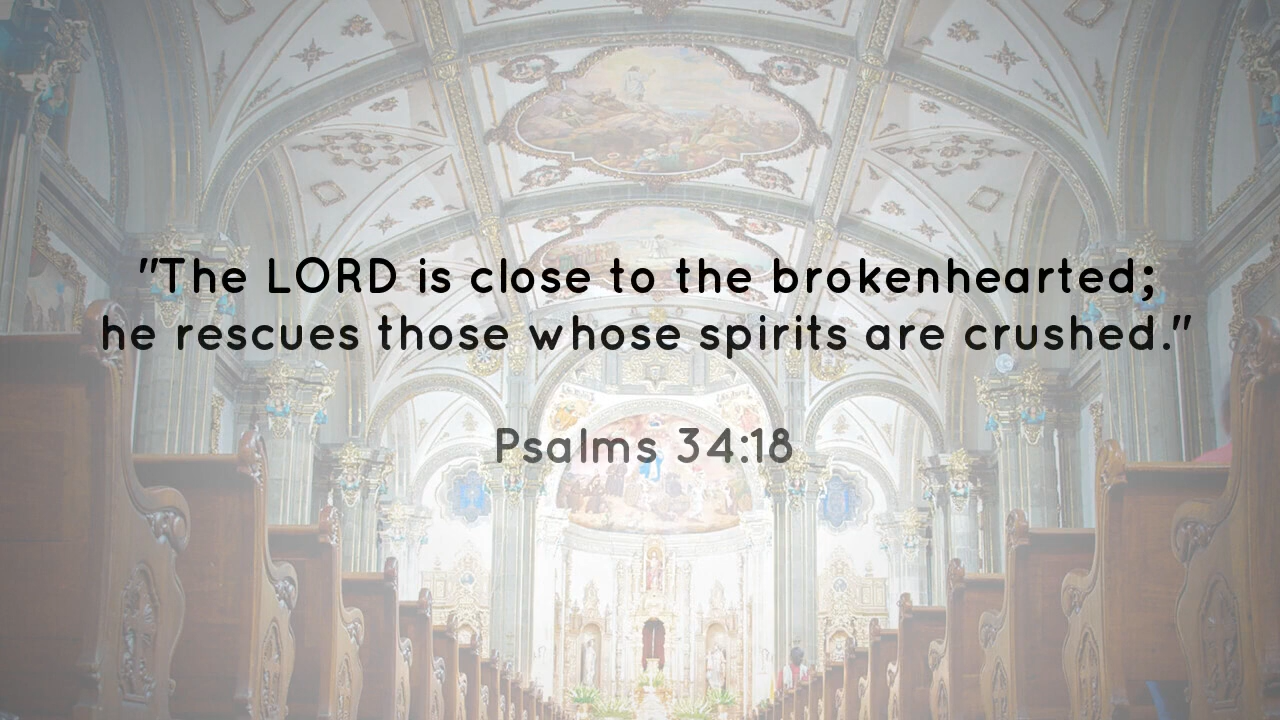 "The LORD is close to the brokenhearted;
he rescues those whose spirits are crushed."
Psalms 34:18